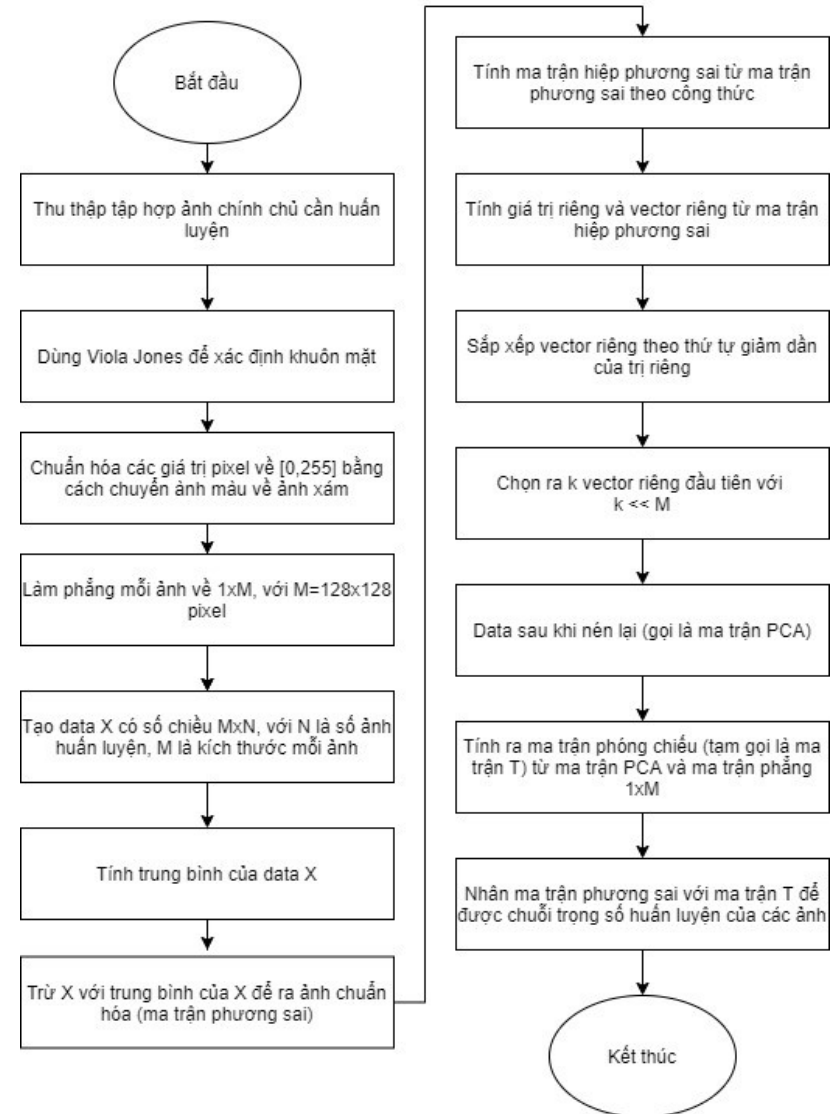 Bắt đầu
Thu thập tập hợp ảnh chính chủ cần huấn
luyện
Dùng Viola Jones để xác định khuôn mặt
Chuẩn hóa các giá trị pixel về [0,255] bằng
cách chuyển ảnh màu về ảnh xám
Làm phẳng mỗi ảnh về 1xM, với M=128x128
pixel
Tạo data X có số chiều MxN, với N là số ảnh
huấn luyện, M là kích thước mỗi ảnh
Tính trung bình của data X
Trừ X với trung bình của X để ra ảnh chuẩn
hóa (ma trận phương sai)
Tính ma trận hiệp phương sai từ ma trận
phương sai theo công thức
Tính giá trị riêng và vector riêng từ ma trận
hiệp phương sai
Sắp xếp vector riêng theo thứ tự giảm dần
của trị riêng
Chọn ra k vector riêng đầu tiên với
k << M
Data sau khi nén lại (gọi là ma trận PCA)
Tính ra ma trận phóng chiếu (tạm gọi là ma
trận T) từ ma trận PCA và ma trận phẳng
1xM
Nhân ma trận phương sai với ma trận T để
được chuỗi trọng số huấn luyện của các ảnh
Kết thúc